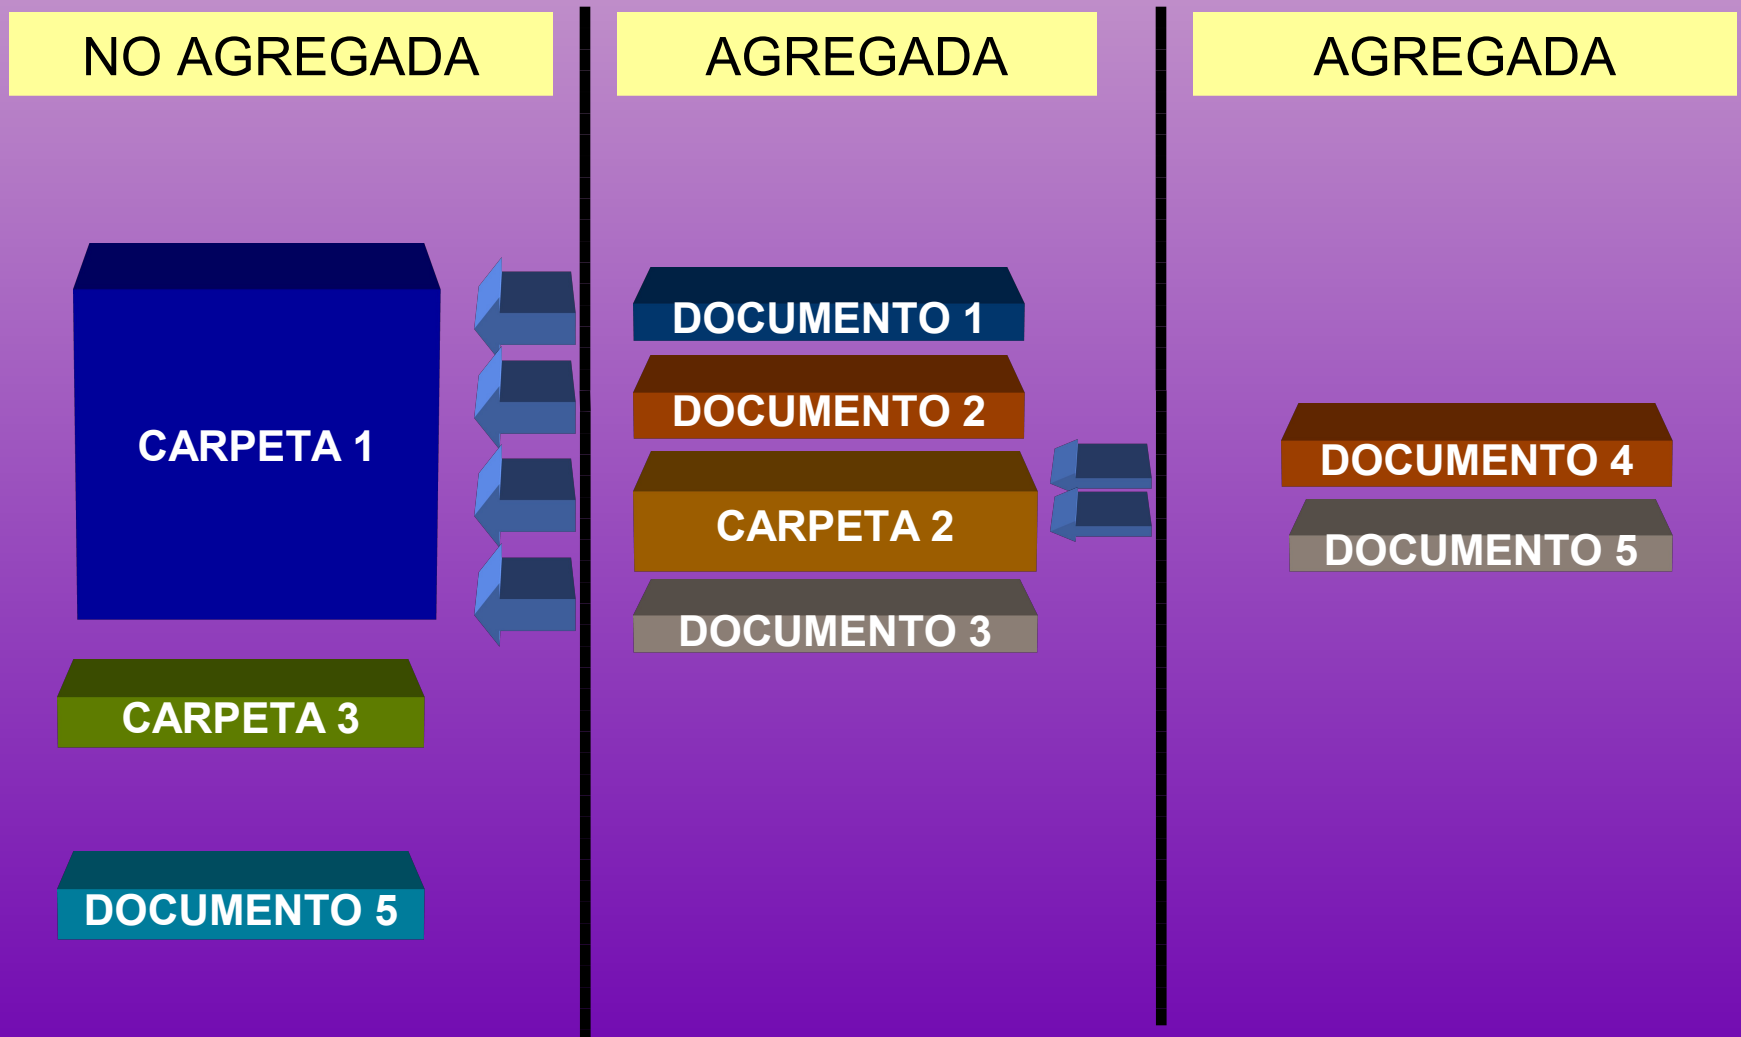 NO AGREGADA
AGREGADA
AGREGADA
CARPETA 1
CARPETA 3
DOCUMENTO 5
DOCUMENTO 1
DOCUMENTO 2
CARPETA 2
DOCUMENTO 3
DOCUMENTO 4
DOCUMENTO 5